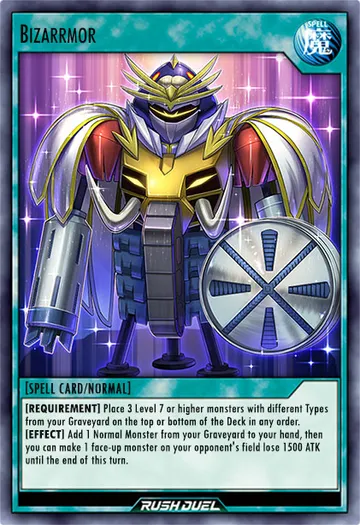 BIZARRMOR
SPELL
魔
[SPELL CARD/NORMAL]
[REQUIREMENT] Place 3 Level 7 or higher monsters with different Types
from your Graveyard on the top or bottom of the Deck in any order.
[EFFECT] Add 1 Normal Monster from your Graveyard to your hand, then
you can make 1 face-up monster on your opponent's field lose 1500 ATK
until the end of this turn.
RUSH DUEL